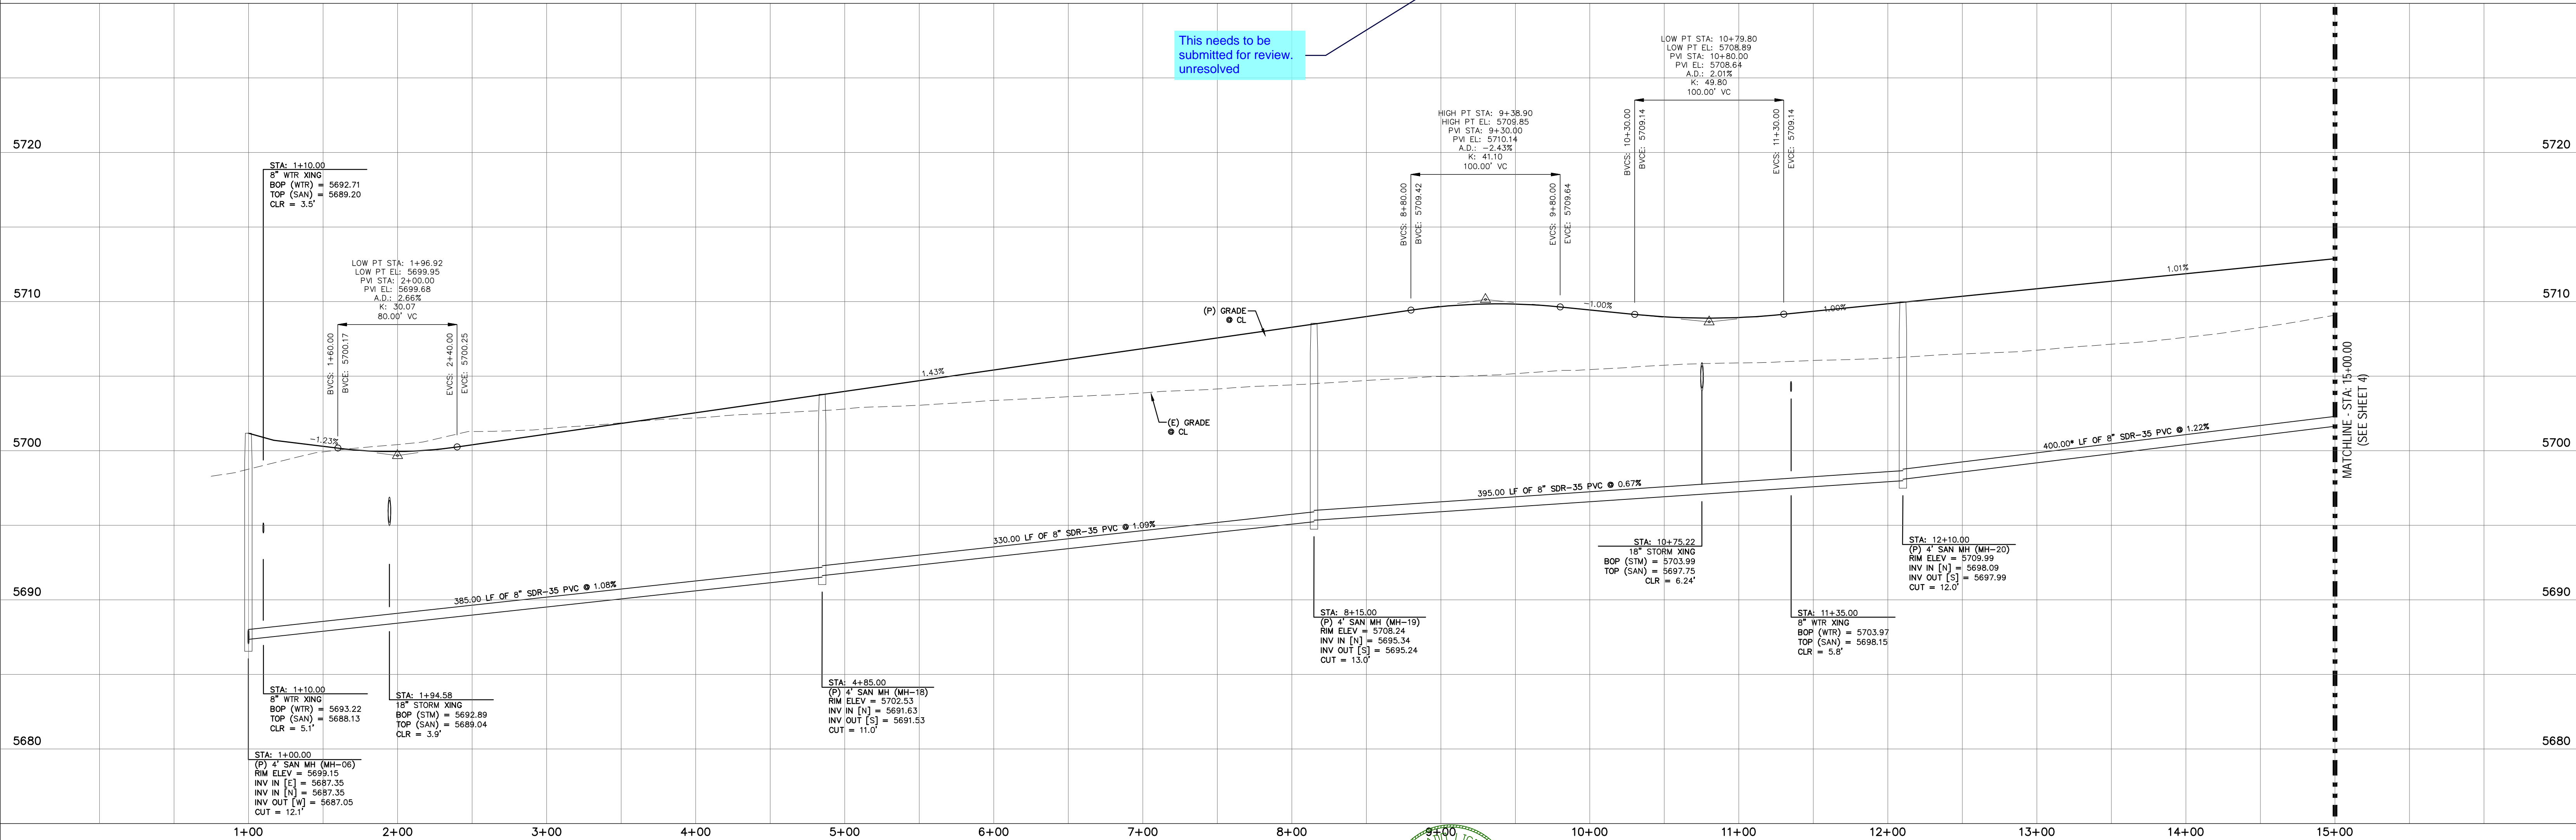 This needs to be
submitted for review.
unresolved
LOW PT STA: 10+79.80
LOW PT EL: 5708.89
PVI STA: 10+80.00
PVI EL: 5708.64
A.D.: 2.01%
K: 49.80
100.00' VC
BVCS: 10+30.00
BVCE: 5709.14
EVCS: 11+30.00
EVCE: 5709.14
HIGH PT STA: 9+38.90
HIGH PT EL: 5709.85
PVI STA: 9+30.00
PVI EL: 5710.14
A.D.: -2.43%
K: 41.10
100.00' VC
BVCS: 8+80.00
BVCE: 5709.42
EVCS: 9+80.00
EVCE: 5709.64
5720
5720
STA: 1+10.00
8" WTR XING
BOP (WTR) = 5692.71
TOP (SAN) = 5689.20
CLR = 3.5'
LOW PT STA: 1+96.92
LOW PT EL: 5699.95
PVI STA: 2+00.00
PVI EL: 5699.68
A.D.: 2.66%
K: 30.07
80.00' VC
BVCS: 1+60.00
BVCE: 5700.17
EVCS: 2+40.00
EVCE: 5700.25
5710
5710
(P) GRADE
@ CL
-1.00%
1.00%
1.01%
1.43%
-1.23%
(E) GRADE
@ CL
5700
5700
MATCHLINE - STA: 15+00.00
(SEE SHEET 4)
385.00 LF OF 8" SDR-35 PVC @ 1.08%
330.00 LF OF 8" SDR-35 PVC @ 1.09%
395.00 LF OF 8" SDR-35 PVC @ 0.67%
400.00* LF OF 8" SDR-35 PVC @ 1.22%
5690
5690
STA: 10+75.22
18" STORM XING
BOP (STM) = 5703.99
TOP (SAN) = 5697.75
CLR = 6.24'
STA: 12+10.00
(P) 4' SAN MH (MH-20)
RIM ELEV = 5709.99
INV IN [N] = 5698.09
INV OUT [S] = 5697.99
CUT = 12.0'
STA: 8+15.00
(P) 4' SAN MH (MH-19)
RIM ELEV = 5708.24
INV IN [N] = 5695.34
INV OUT [S] = 5695.24
CUT = 13.0'
STA: 11+35.00
8" WTR XING
BOP (WTR) = 5703.97
TOP (SAN) = 5698.15
CLR = 5.8'
STA: 1+10.00
8" WTR XING
BOP (WTR) = 5693.22
TOP (SAN) = 5688.13
CLR = 5.1'
STA: 1+94.58
18" STORM XING
BOP (STM) = 5692.89
TOP (SAN) = 5689.04
CLR = 3.9'
STA: 4+85.00
(P) 4' SAN MH (MH-18)
RIM ELEV = 5702.53
INV IN [N] = 5691.63
INV OUT [S] = 5691.53
CUT = 11.0'
5680
5680
STA: 1+00.00
(P) 4' SAN MH (MH-06)
RIM ELEV = 5699.15
INV IN [E] = 5687.35
INV IN [N] = 5687.35
INV OUT [W] = 5687.05
CUT = 12.1'
1+00 2+00 3+00 4+00 5+00 6+00 7+00 8+00 9+00 10+00 11+00 12+00 13+00 14+00 15+00